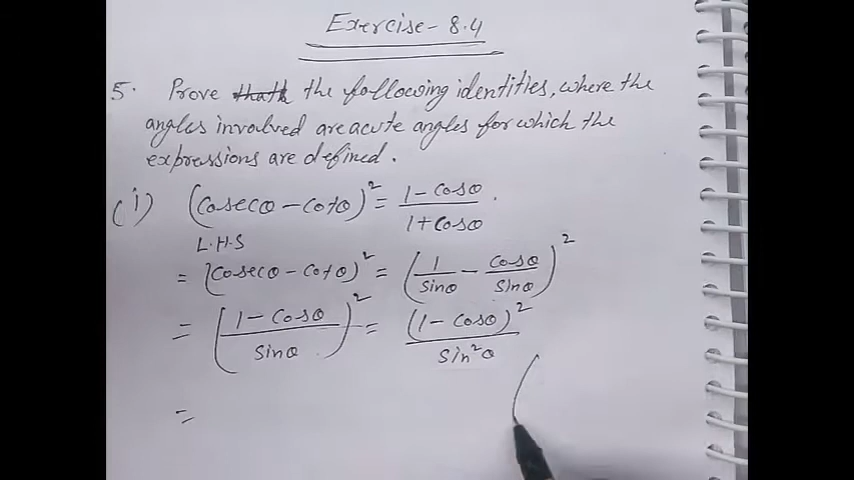 Exercise - 8.4
5. Prove the following identities, where the
angles involved are acute angles for which the
expressions are defined.
(i) (Cosecθ - Cotθ)² = 1 - Cosθ / 1 + Cosθ.
L.H.S
= (Cosecθ - Cotθ)² = (1/sinθ - Cosθ/sinθ)²
= (1 - Cosθ / sinθ)² = (1 - Cosθ)² / sin²θ
=